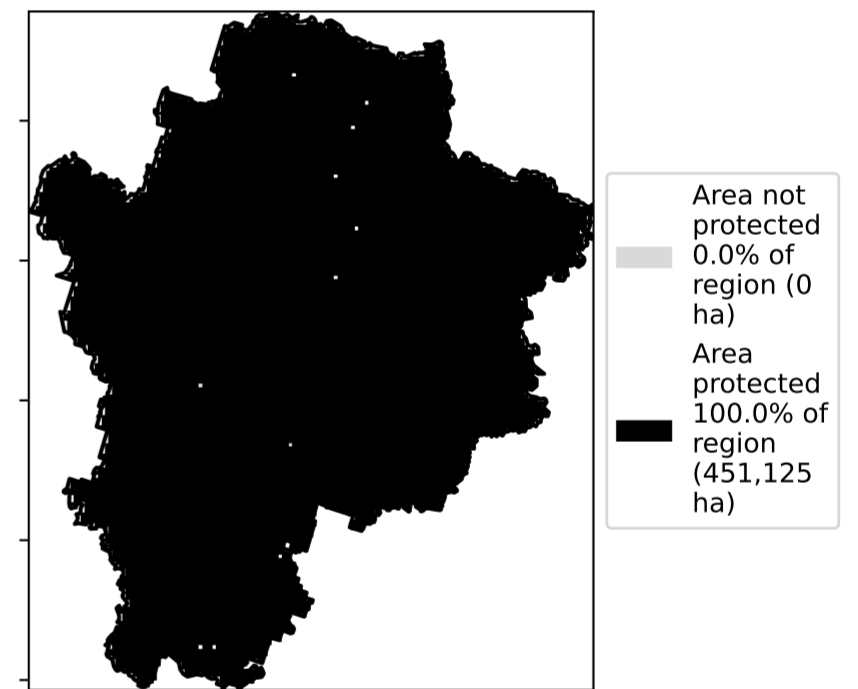 Area not
protected
0.0% of
region (0
ha)
Area
protected
100.0% of
region
(451,125
ha)